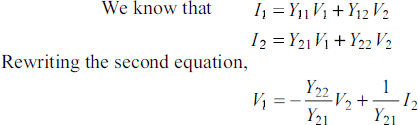 We know that I₁ = Y₁₁ V₁ + Y₁₂ V₂
I₂ = Y₂₁ V₁ + Y₂₂ V₂
Rewriting the second equation,
V₁ = − Y₂₂/Y₂₁ V₂ + 1/Y₂₁ I₂